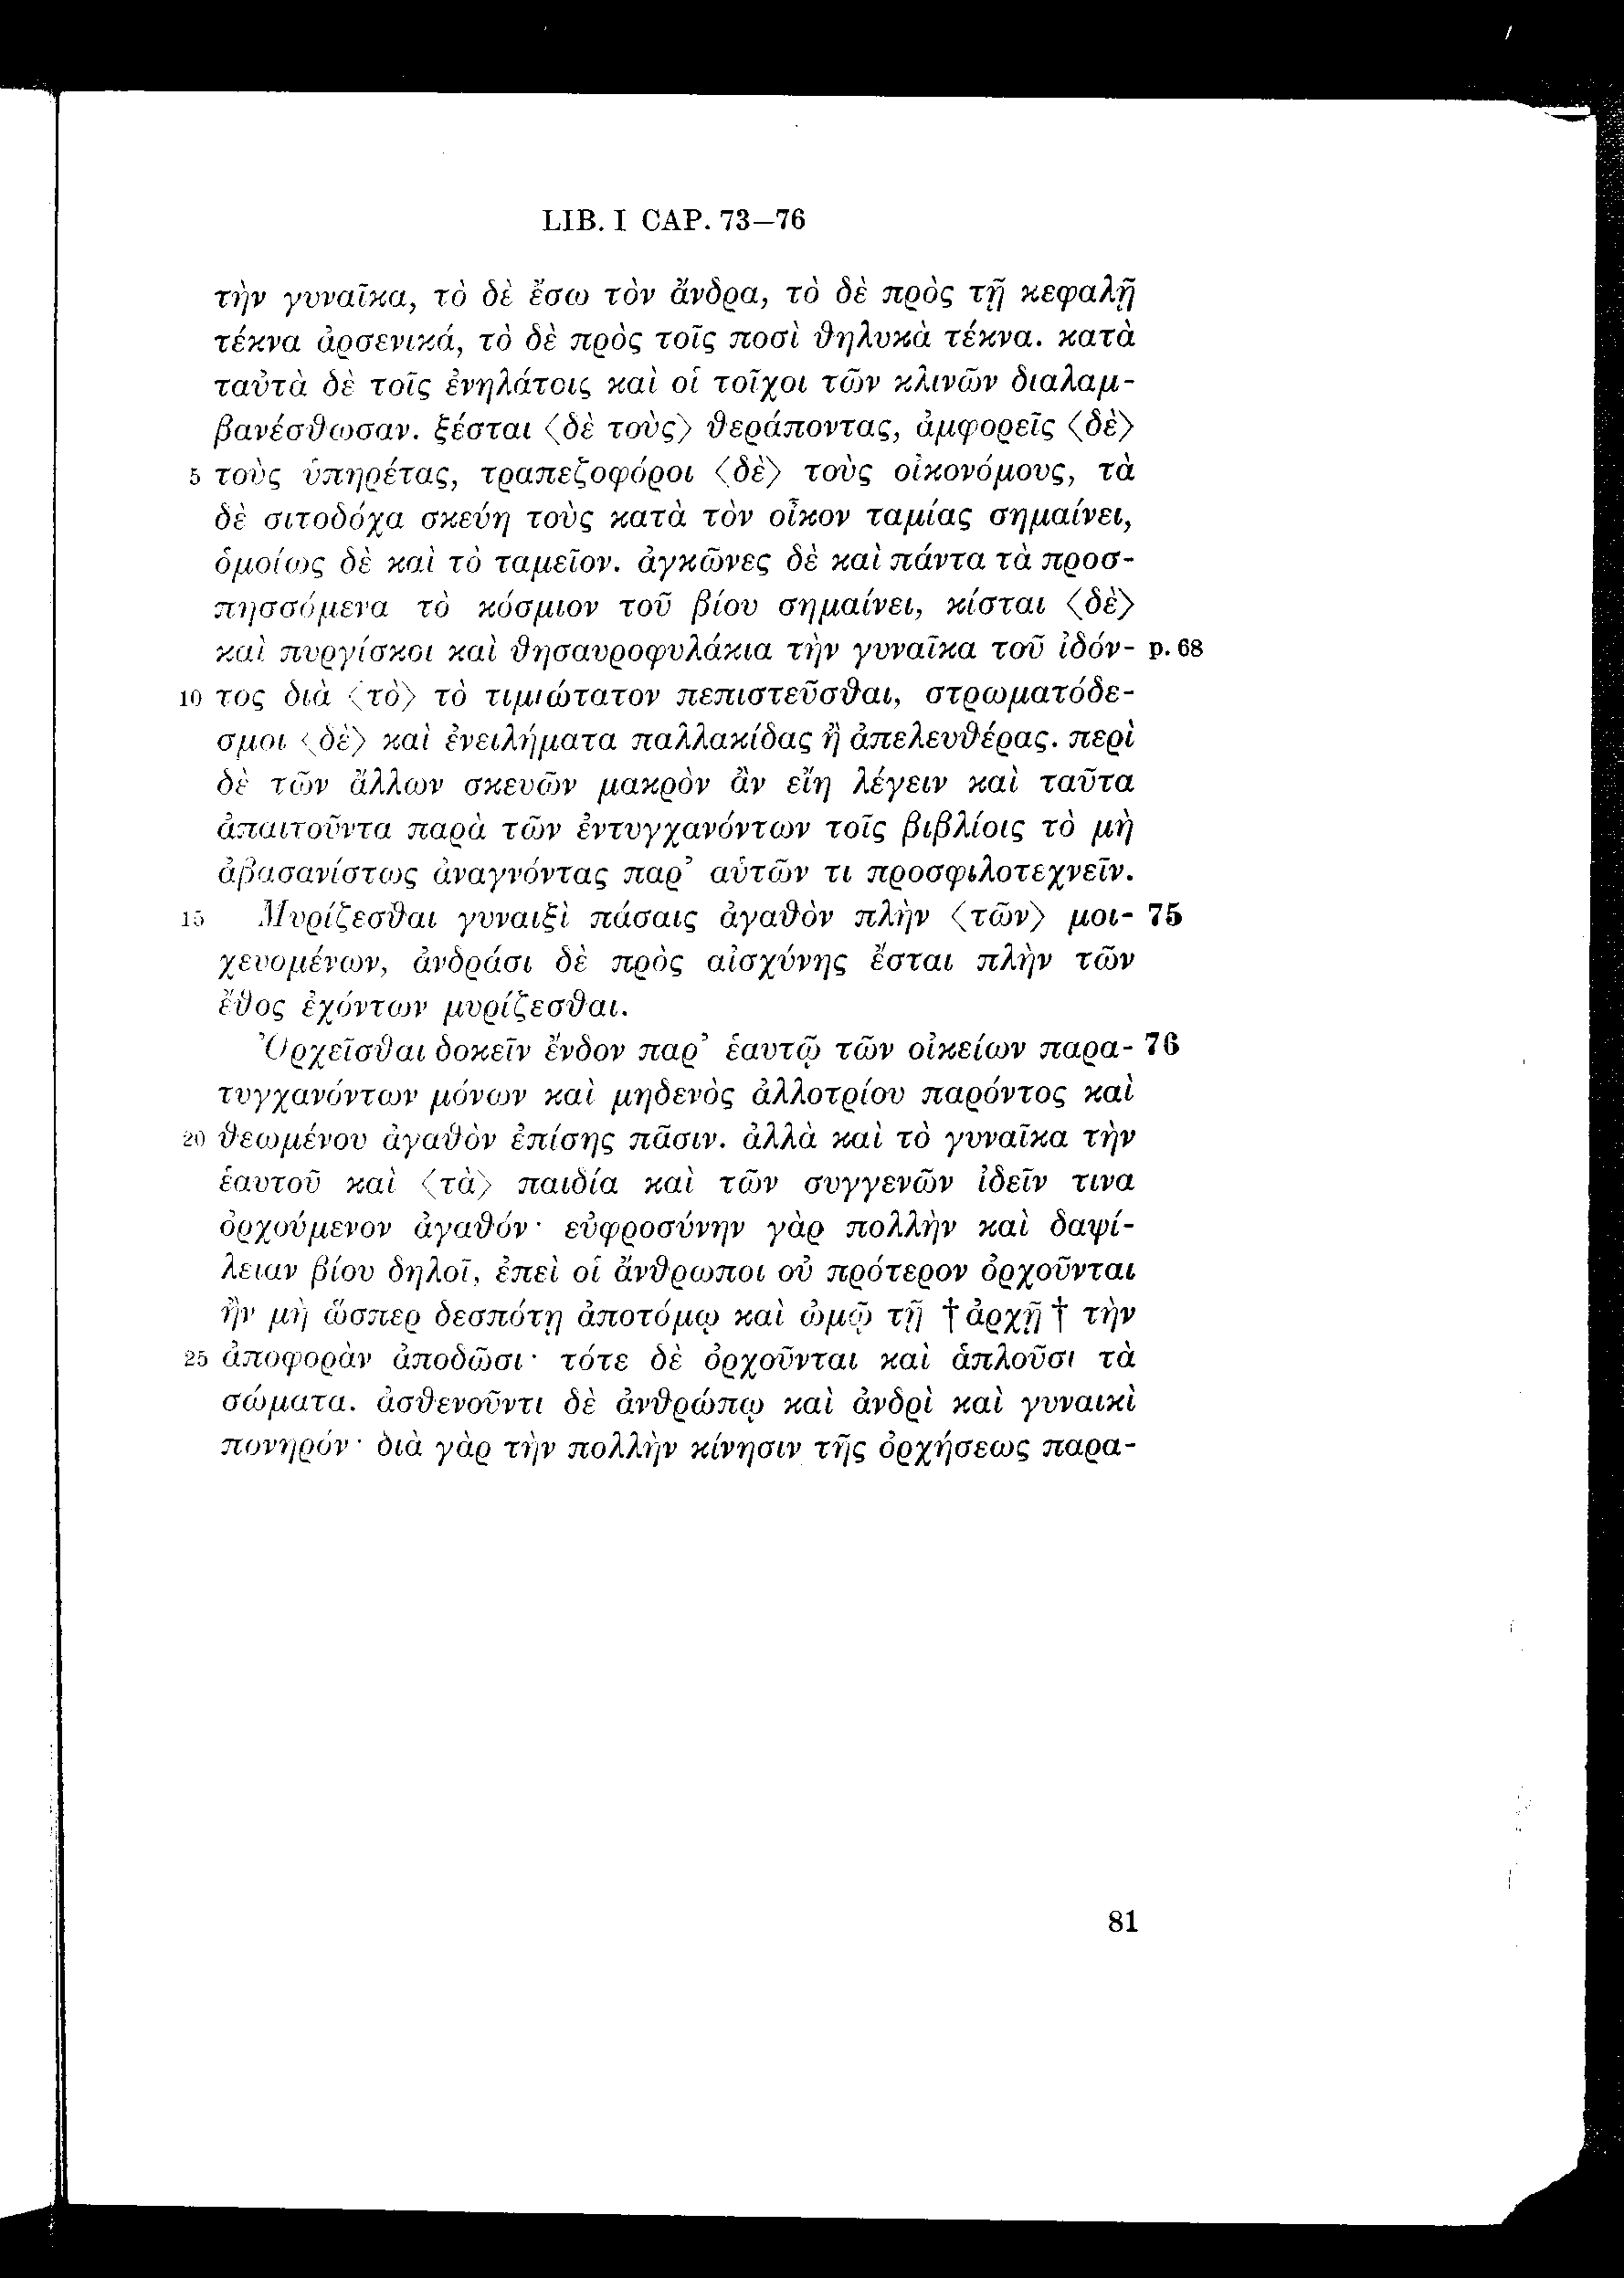 LIB. I CAP. 73–76
τὴν γυναῖκα, τὸ δὲ ἔσω τὸν ἄνδρα, τὸ δὲ πρὸς τῇ κεφαλῇ
τέκνα ἀρσενικά, τὸ δὲ πρὸς τοῖς ποσὶ θηλυκὰ τέκνα. κατὰ
ταὐτὰ δὲ τοῖς ἐνηλάτοις καὶ οἱ τοῖχοι τῶν κλινῶν διαλαμ-
βανέσθωσαν. ξέσται ⟨δὲ τοὺς⟩ θεράποντας, ἀμφορεῖς ⟨δὲ⟩
5 τοὺς ὑπηρέτας, τραπεζοφόροι ⟨δὲ⟩ τοὺς οἰκονόμους, τὰ
δὲ σιτοδόχα σκεύη τοὺς κατὰ τὸν οἶκον ταμίας σημαίνει,
ὁμοίως δὲ καὶ τὸ ταμεῖον. ἀγκῶνες δὲ καὶ πάντα τὰ προσ-
πησσόμενα τὸ κόσμιον τοῦ βίου σημαίνει, κίσται ⟨δὲ⟩
καὶ πυργίσκοι καὶ θησαυροφυλάκια τὴν γυναῖκα τοῦ ἰδόν- p. 68
10 τος διὰ ⟨τὸ⟩ τὸ τιμιώτατον πεπιστεῦσθαι, στρωματόδε-
σμοι ⟨δὲ⟩ καὶ ἐνειλήματα παλλακίδας ἢ ἀπελευθέρας. περὶ
δὲ τῶν ἄλλων σκευῶν μακρὸν ἂν εἴη λέγειν καὶ ταῦτα
ἀπαιτοῦντα παρὰ τῶν ἐντυγχανόντων τοῖς βιβλίοις τὸ μὴ
ἀβασανίστως ἀναγνόντας παρ’ αὑτῶν τι προσφιλοτεχνεῖν.
15 Μυρίζεσθαι γυναιξὶ πάσαις ἀγαθὸν πλὴν ⟨τῶν⟩ μοι- 75
χευομένων, ἀνδράσι δὲ πρὸς αἰσχύνης ἔσται πλὴν τῶν
ἔθος ἐχόντων μυρίζεσθαι.
Ὀρχεῖσθαι δοκεῖν ἔνδον παρ’ ἑαυτῷ τῶν οἰκείων παρα- 76
τυγχανόντων μόνων καὶ μηδενὸς ἀλλοτρίου παρόντος καὶ
20 θεωμένου ἀγαθὸν ἐπίσης πᾶσιν. ἀλλὰ καὶ τὸ γυναῖκα τὴν
ἑαυτοῦ καὶ ⟨τὰ⟩ παιδία καὶ τῶν συγγενῶν ἰδεῖν τινα
ὀρχούμενον ἀγαθόν· εὐφροσύνην γὰρ πολλὴν καὶ δαψί-
λειαν βίου δηλοῖ, ἐπεὶ οἱ ἄνθρωποι οὐ πρότερον ὀρχοῦνται
ἢν μὴ ὥσπερ δεσπότῃ ἀποτόμῳ καὶ ὠμῷ τῇ † ἀρχῇ † τὴν
25 ἀποφορὰν ἀποδῶσι· τότε δὲ ὀρχοῦνται καὶ ἁπλοῦσι τὰ
σώματα. ἀσθενοῦντι δὲ ἀνθρώπῳ καὶ ἀνδρὶ καὶ γυναικὶ
πονηρόν· διὰ γὰρ τὴν πολλὴν κίνησιν τῆς ὀρχήσεως παρα-
81